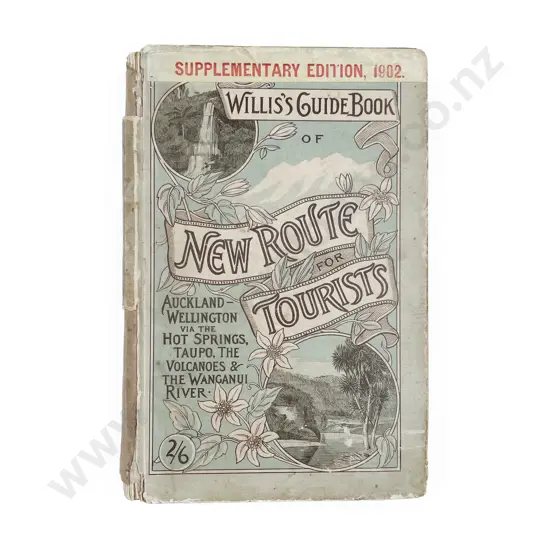 SUPPLEMENTARY EDITION, 1902.
WILLIS'S GUIDE BOOK
OF
NEW ROUTE
FOR
TOURISTS
AUCKLAND–
WELLINGTON
VIA THE
HOT SPRINGS,
TAUPO, THE
VOLCANOES &
THE WANGANUI
RIVER.
2/6